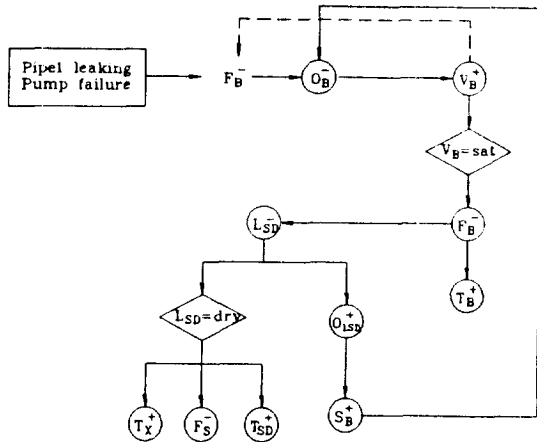 Pipel leaking
Pump failure
F_B^-
O_B^-
V_B^+
V_B=sat
L_SD^-
F_B^-
T_B^+
L_SD=dry
O_LSD^+
T_X^+
F_S^-
T_SD^+
S_B^+